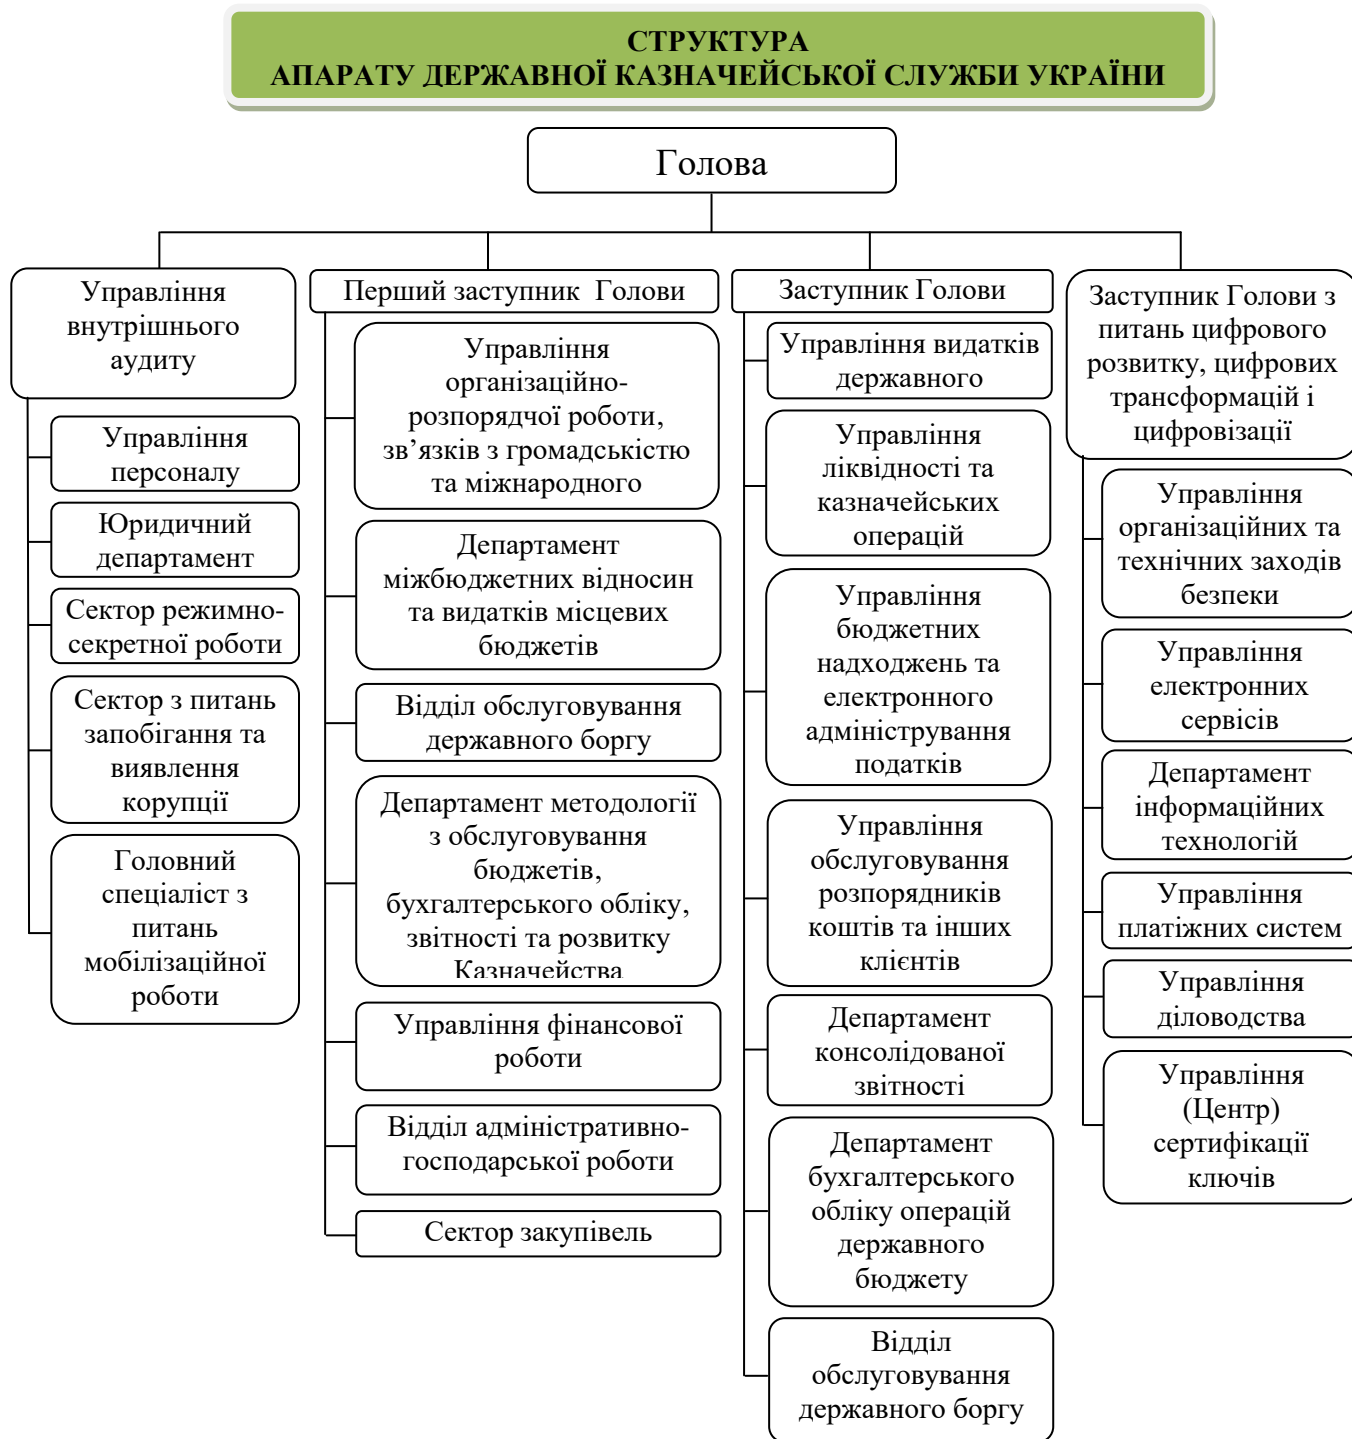 СТРУКТУРА
АПАРАТУ ДЕРЖАВНОЇ КАЗНАЧЕЙСЬКОЇ СЛУЖБИ УКРАЇНИ
Голова
Управління
внутрішнього
аудиту
Управління
персоналу
Юридичний
департамент
Сектор режимно-
секретної роботи
Сектор з питань
запобігання та
виявлення
корупції
Головний
спеціаліст з
питань
мобілізаційної
роботи
Перший заступник Голови
Управління
організаційно-
розпорядчої роботи,
зв’язків з громадськістю
та міжнародного
Департамент
міжбюджетних відносин
та видатків місцевих
бюджетів
Відділ обслуговування
державного боргу
Департамент методології
з обслуговування
бюджетів,
бухгалтерського обліку,
звітності та розвитку
Казначейства
Управління фінансової
роботи
Відділ адміністративно-
господарської роботи
Сектор закупівель
Заступник Голови
Управління видатків
державного
Управління
ліквідності та
казначейських
операцій
Управління
бюджетних
надходжень та
електронного
адміністрування
податків
Управління
обслуговування
розпорядників
коштів та інших
клієнтів
Департамент
консолідованої
звітності
Департамент
бухгалтерського
обліку операцій
державного
бюджету
Відділ
обслуговування
державного боргу
Заступник Голови з
питань цифрового
розвитку, цифрових
трансформацій і
цифровізації
Управління
організаційних та
технічних заходів
безпеки
Управління
електронних
сервісів
Департамент
інформаційних
технологій
Управління
платіжних систем
Управління
діловодства
Управління
(Центр)
сертифікації
ключів